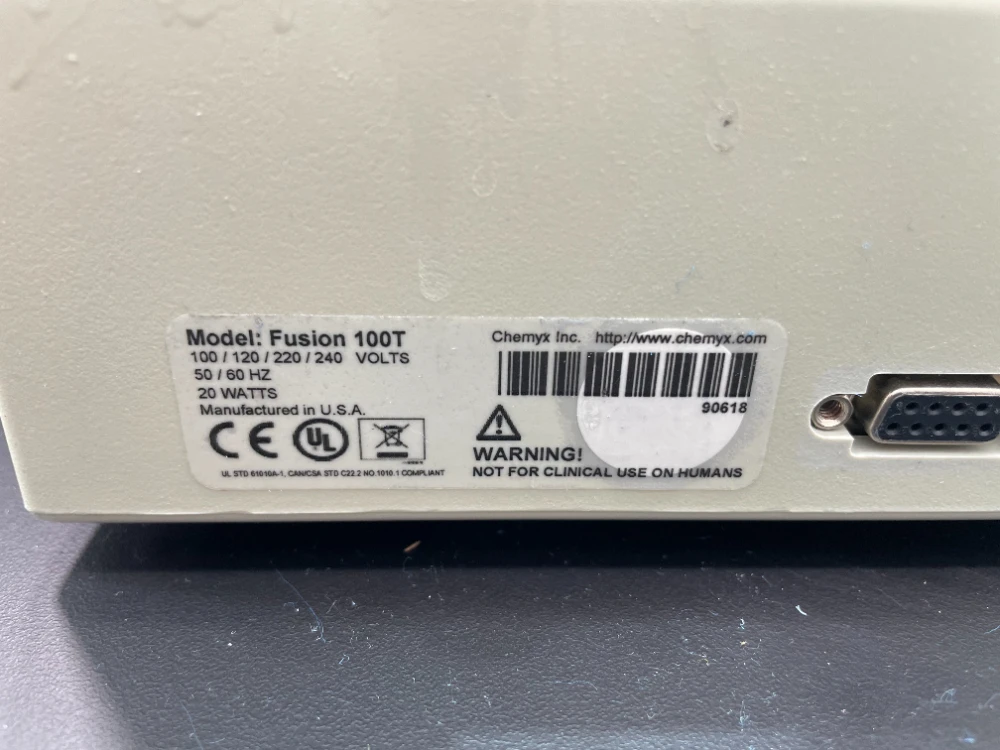 Model: Fusion 100T
100 / 120 / 220 / 240 VOLTS
50 / 60 HZ
20 WATTS
Manufactured in U.S.A.
CE UL
UL STD 61010A-1, CAN/CSA STD C22.2 NO.1010.1 COMPLIANT
Chemyx Inc. http://www.chemyx.com
90618
WARNING!
NOT FOR CLINICAL USE ON HUMANS